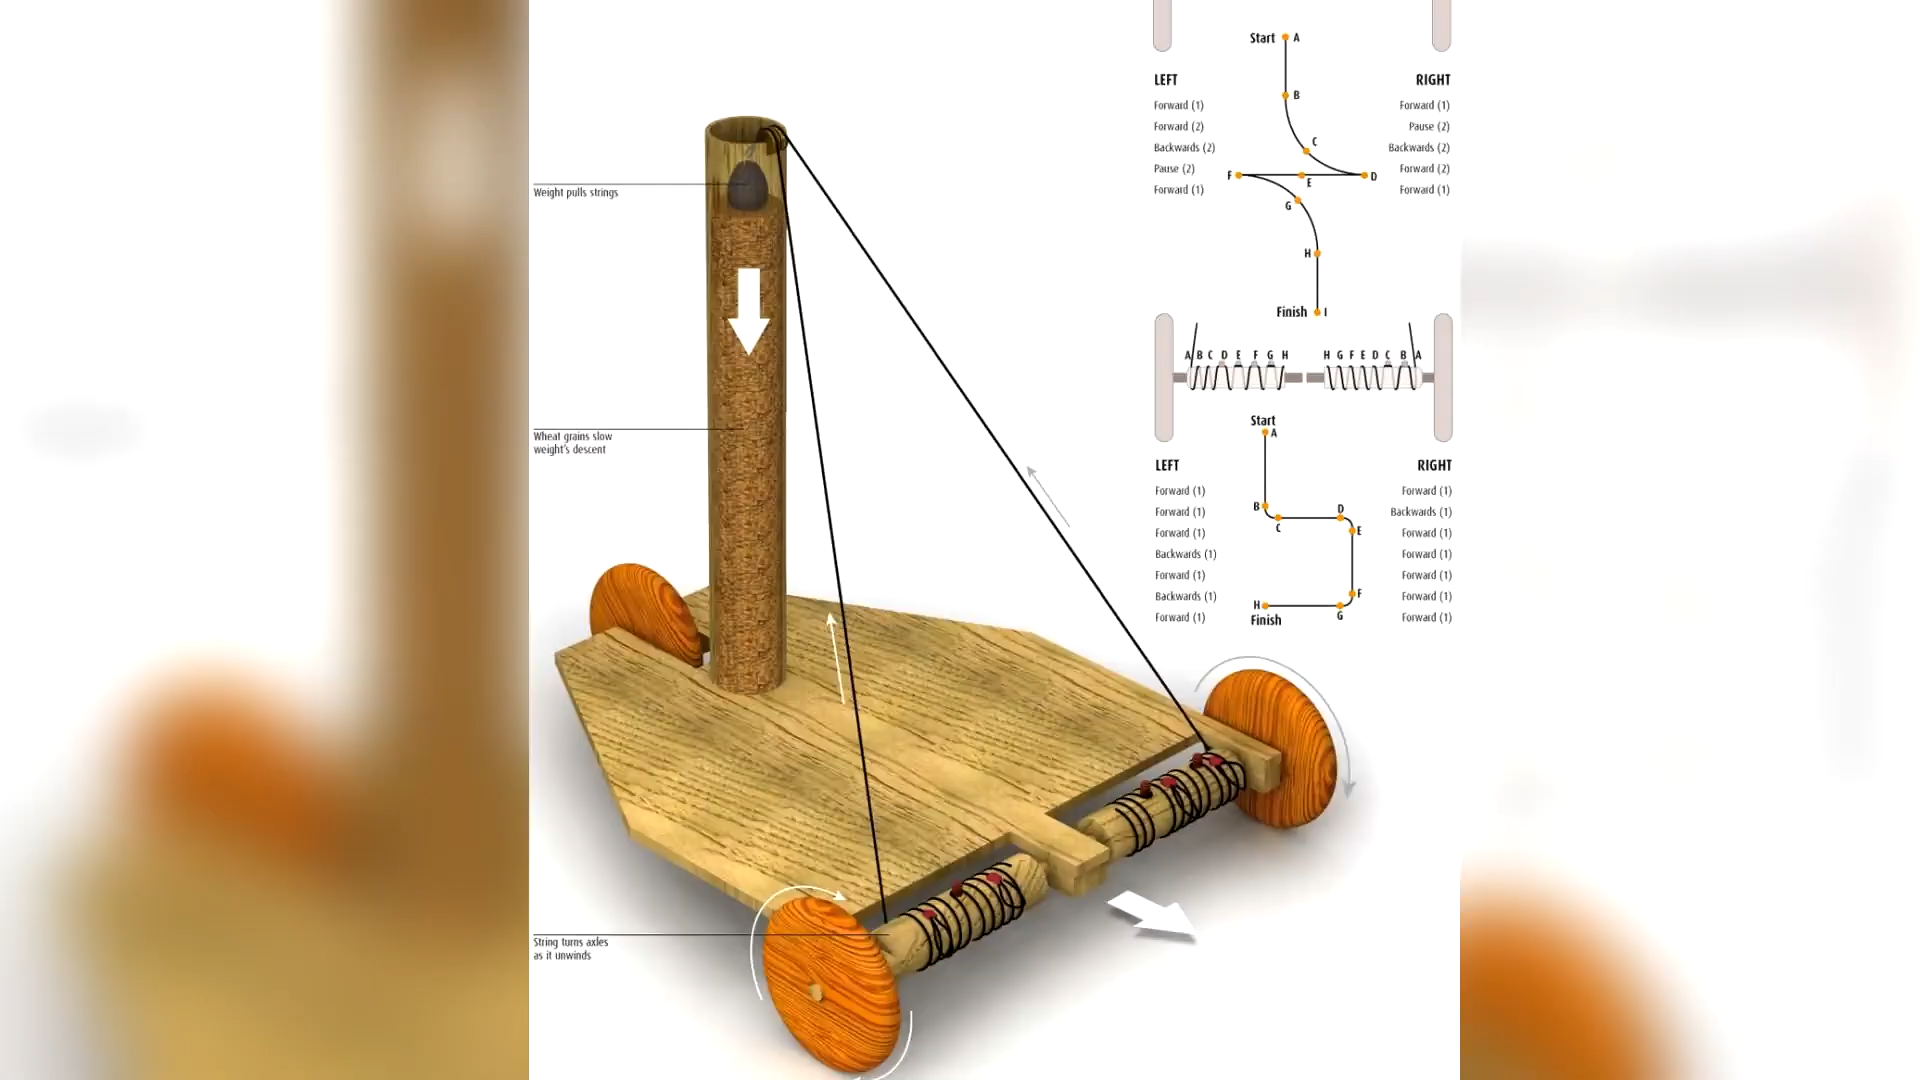 Start A
LEFT
RIGHT
B
Forward (1)
Forward (1)
Forward (2)
Pause (2)
C
Backwards (2)
Backwards (2)
Pause (2)
Forward (2)
F
E
D
Forward (1)
Forward (1)
G
H
Finish I
Weight pulls strings
A B C D E F G H
H G F E D C B A
Start
A
Wheat grains slow
weight's descent
LEFT
RIGHT
Forward (1)
Forward (1)
B
D
Forward (1)
Backwards (1)
C
E
Forward (1)
Forward (1)
Backwards (1)
Forward (1)
Forward (1)
Forward (1)
F
Backwards (1)
Forward (1)
H
G
Finish
Forward (1)
Forward (1)
String turns axles
as it unwinds